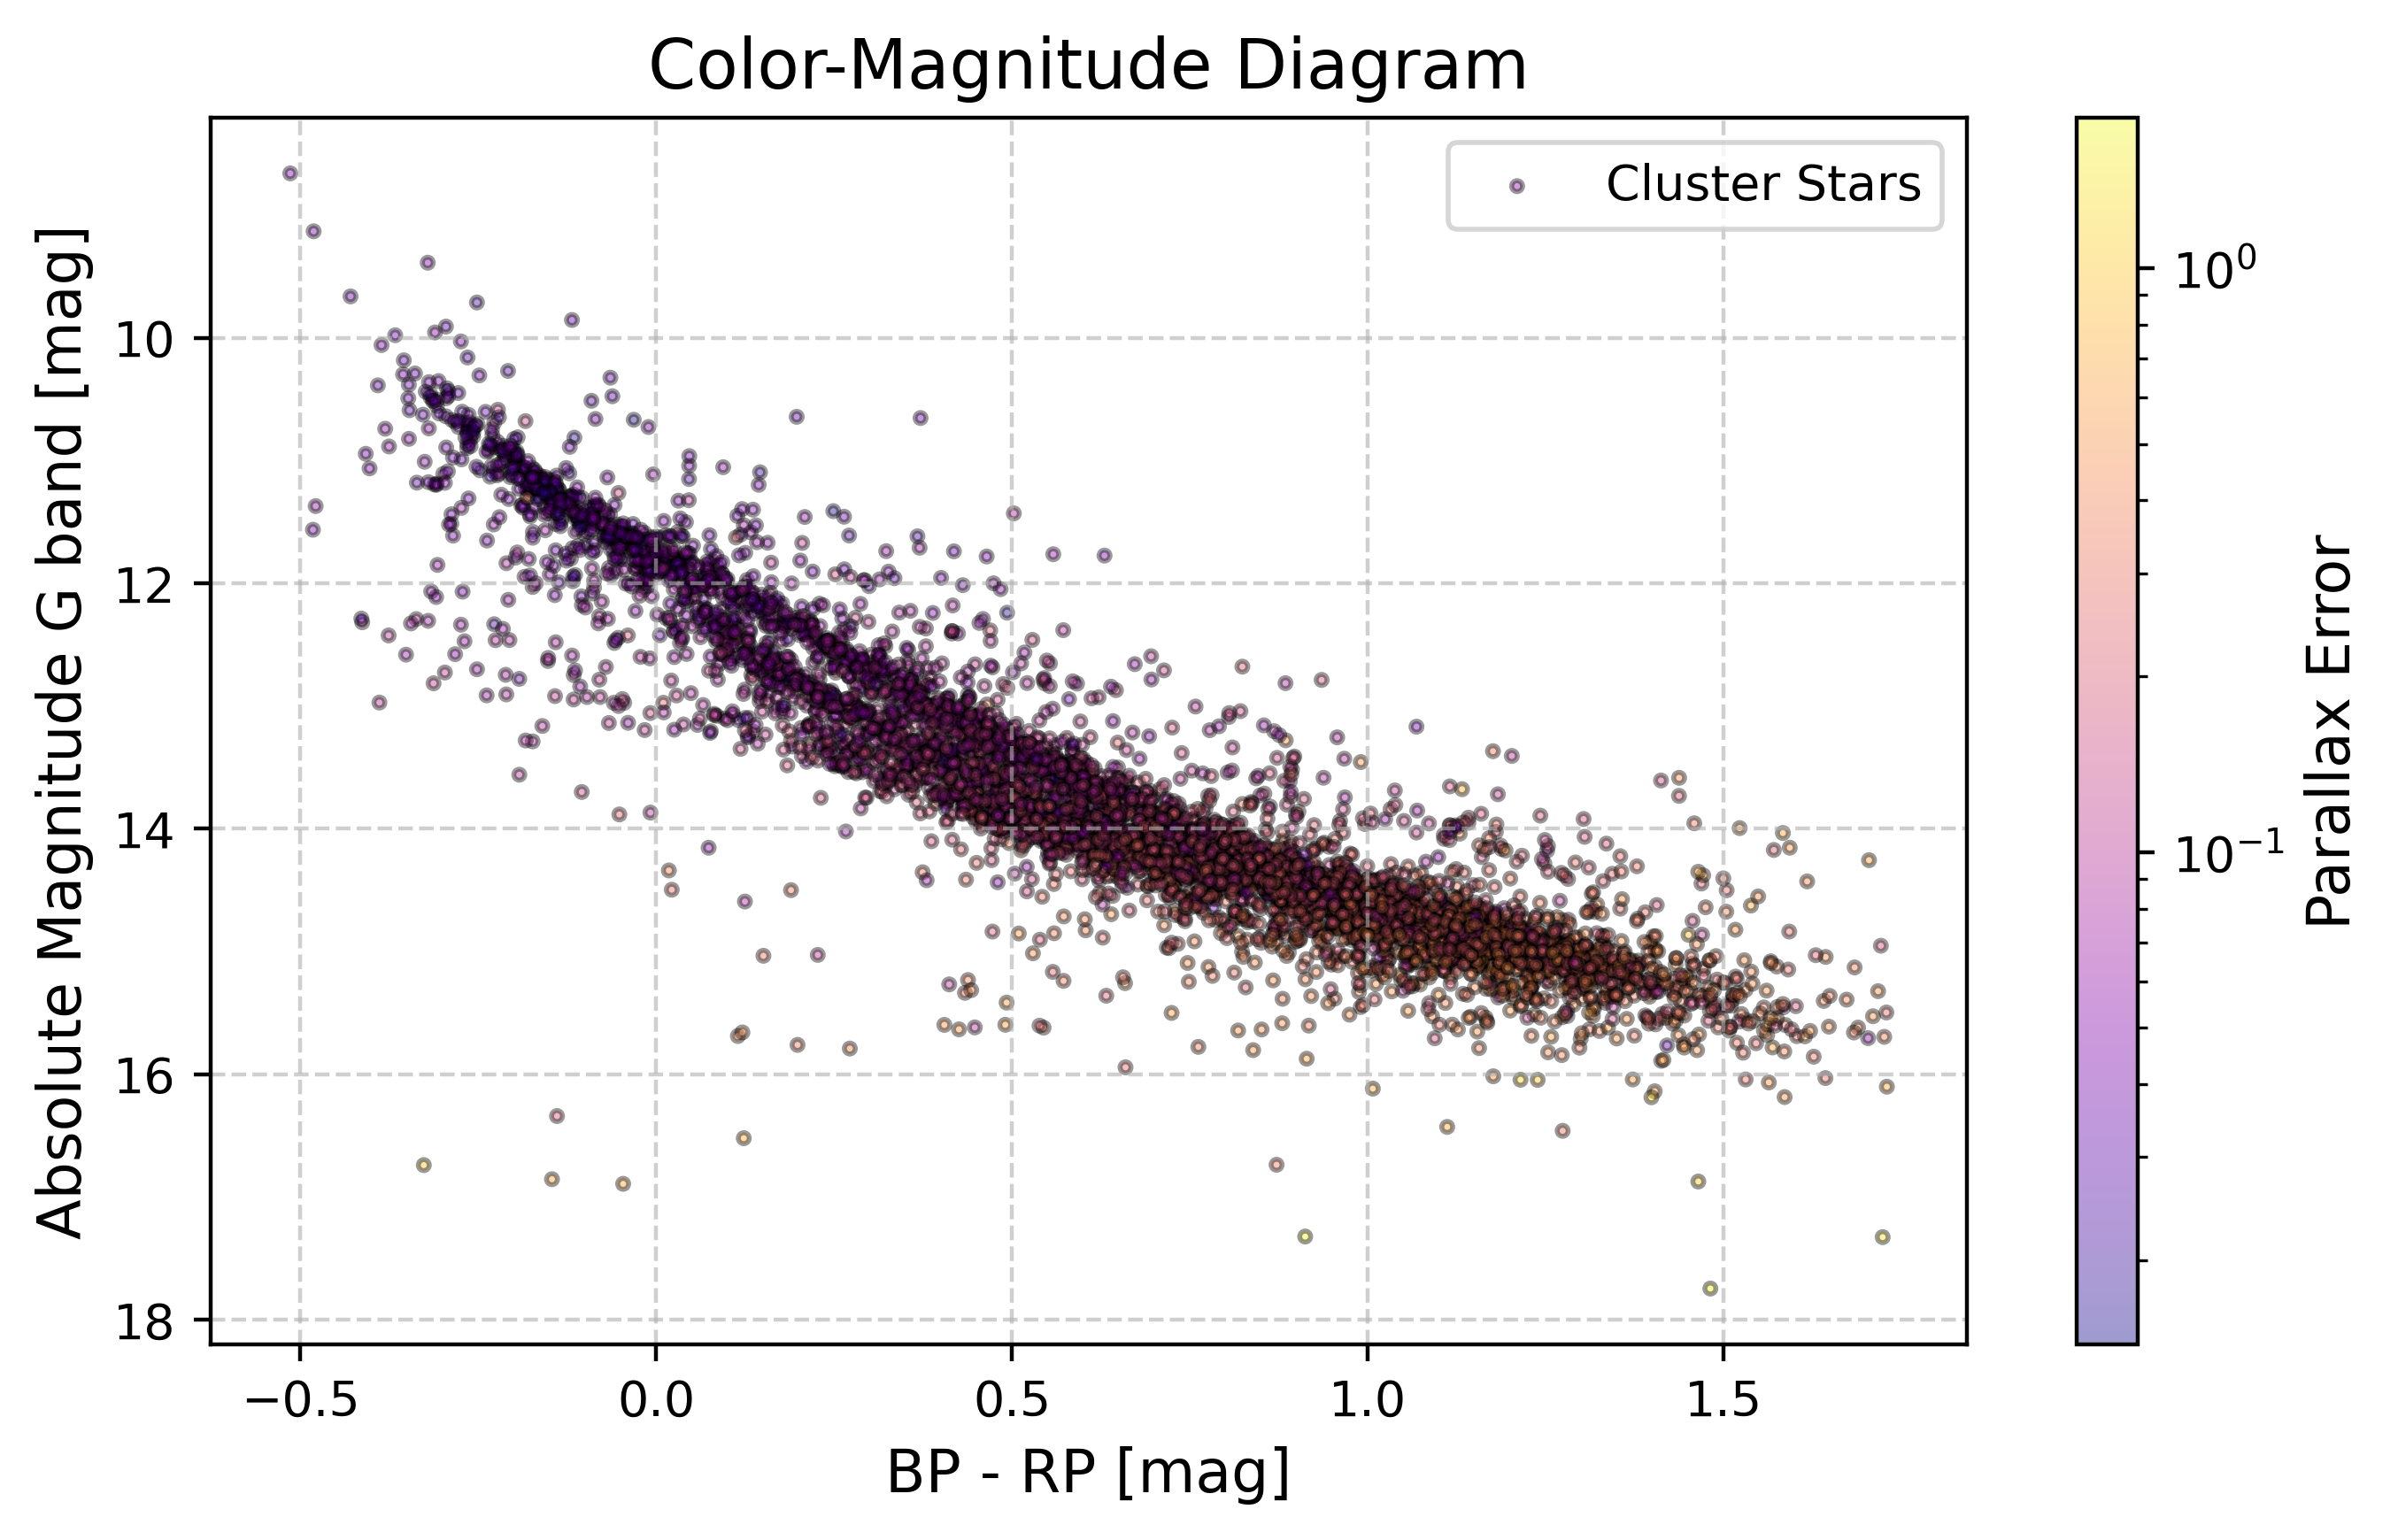 Color-Magnitude Diagram
Cluster Stars
Absolute Magnitude G band [mag]
10
12
14
16
18
−0.5
0.0
0.5
1.0
1.5
BP - RP [mag]
10⁰
10⁻¹
Parallax Error